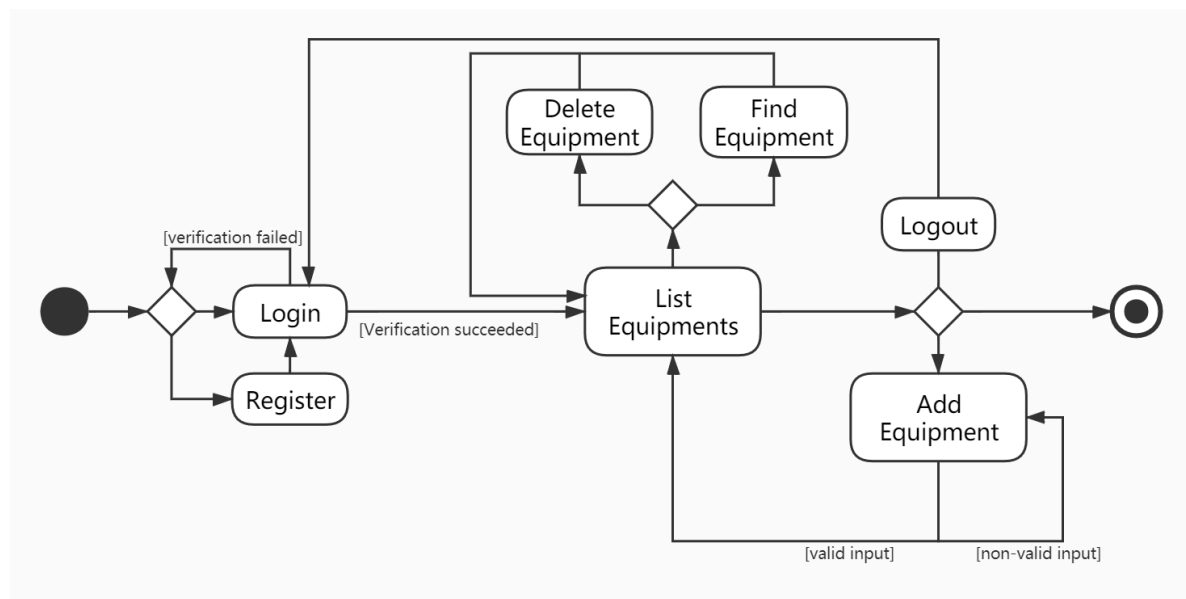 Delete
Equipment
Find
Equipment
Logout
[verification failed]
Login
[Verification succeeded]
List
Equipments
Register
Add
Equipment
[valid input]
[non-valid input]